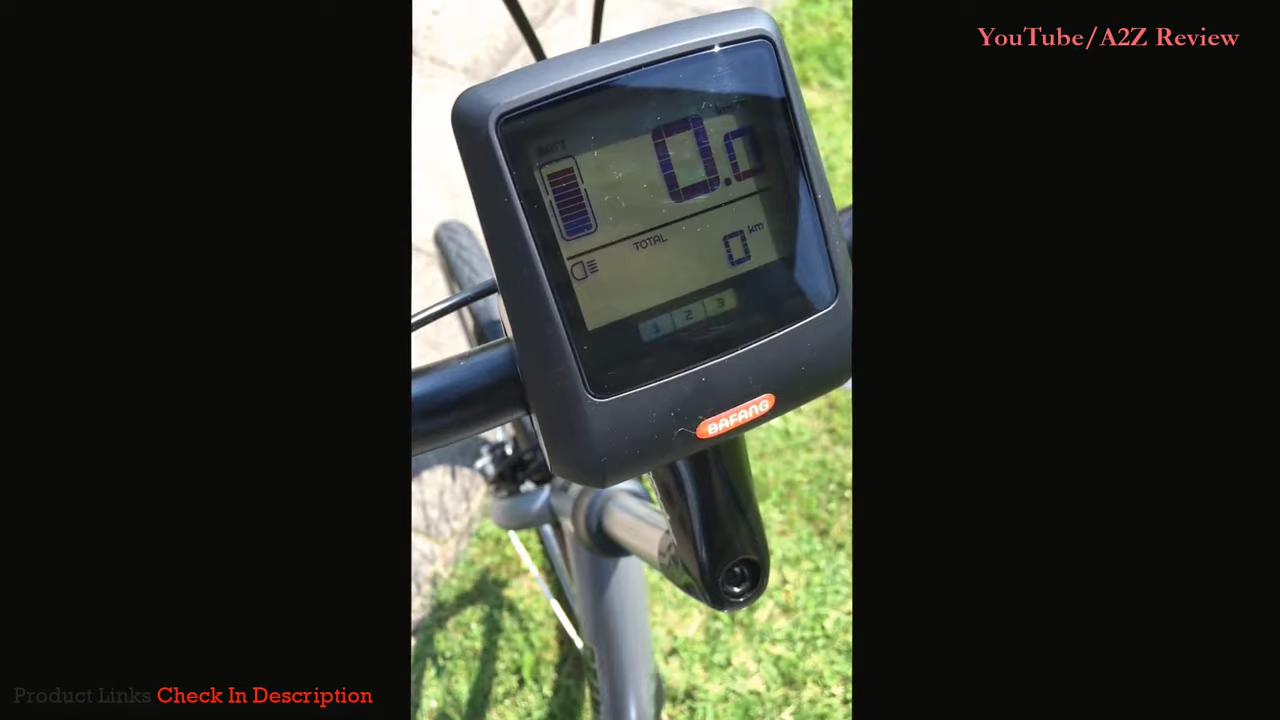 YouTube/A2Z Review
BATT
0.0
TOTAL
0 km
1 2 3
BAFANG
Product Links Check In Description